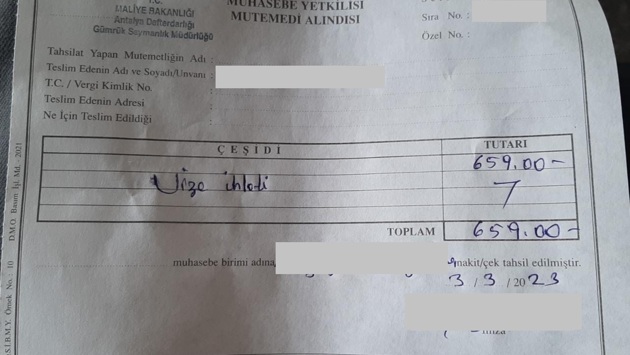 T.C.
MALİYE BAKANLIĞI
Antalya Defterdarlığı
Gümrük Saymanlık Müdürlüğü
MUHASEBE YETKİLİSİ
MUTEMEDİ ALINDISI
Sıra No. :
Özel No. :
Tahsilat Yapan Mutemetliğin Adı :
Teslim Edenin Adı ve Soyadı/Unvanı :
T.C. / Vergi Kimlik No. :
Teslim Edenin Adresi :
Ne İçin Teslim Edildiği :
ÇEŞİDİ TUTARI
659.00-
Vize ihlali
TOPLAM 659.00-
muhasebe birimi adına, nakit/çek tahsil edilmiştir.
3 / 3 / 2023
imza
S.İ.B.M.Y. Örnek No. : 10 D.M.O. Basım İşl. Md. - 2021